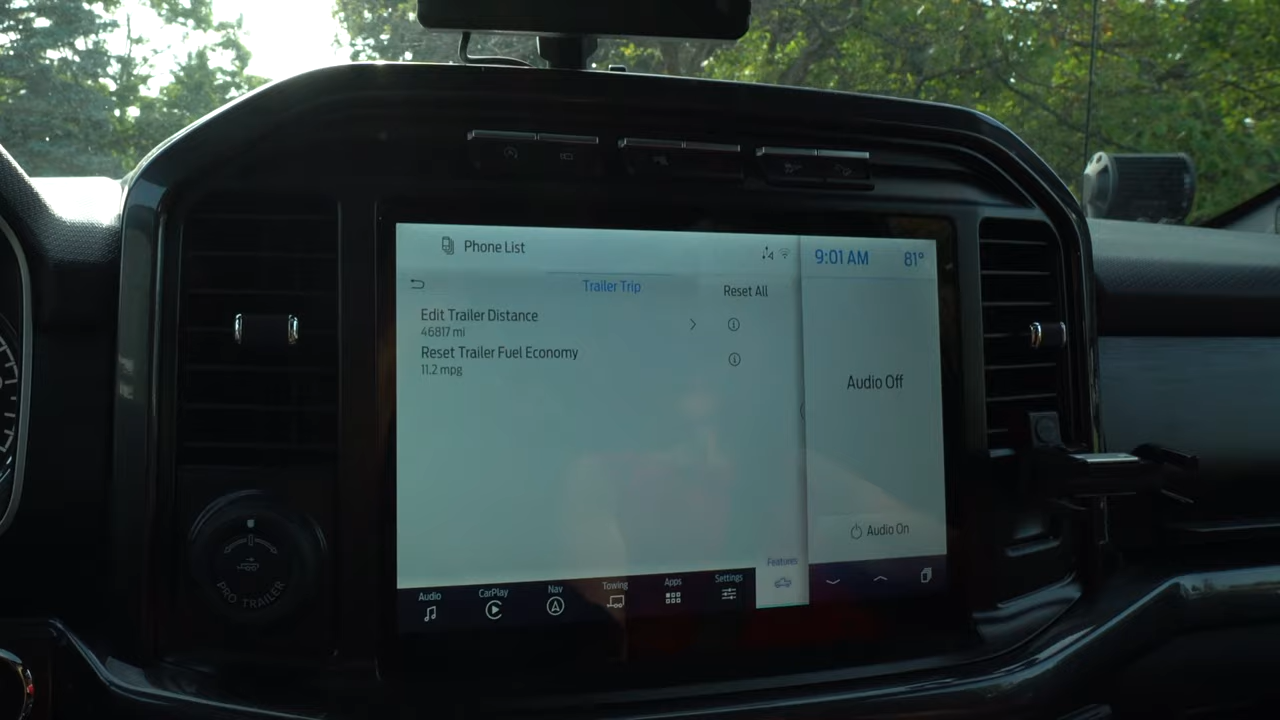 Phone List
9:01 AM 81°
Trailer Trip Reset All
Edit Trailer Distance
46817 mi
Reset Trailer Fuel Economy
11.2 mpg
Audio Off
Audio On
Audio CarPlay Nav Towing Apps Settings Features
PRO TRAILER